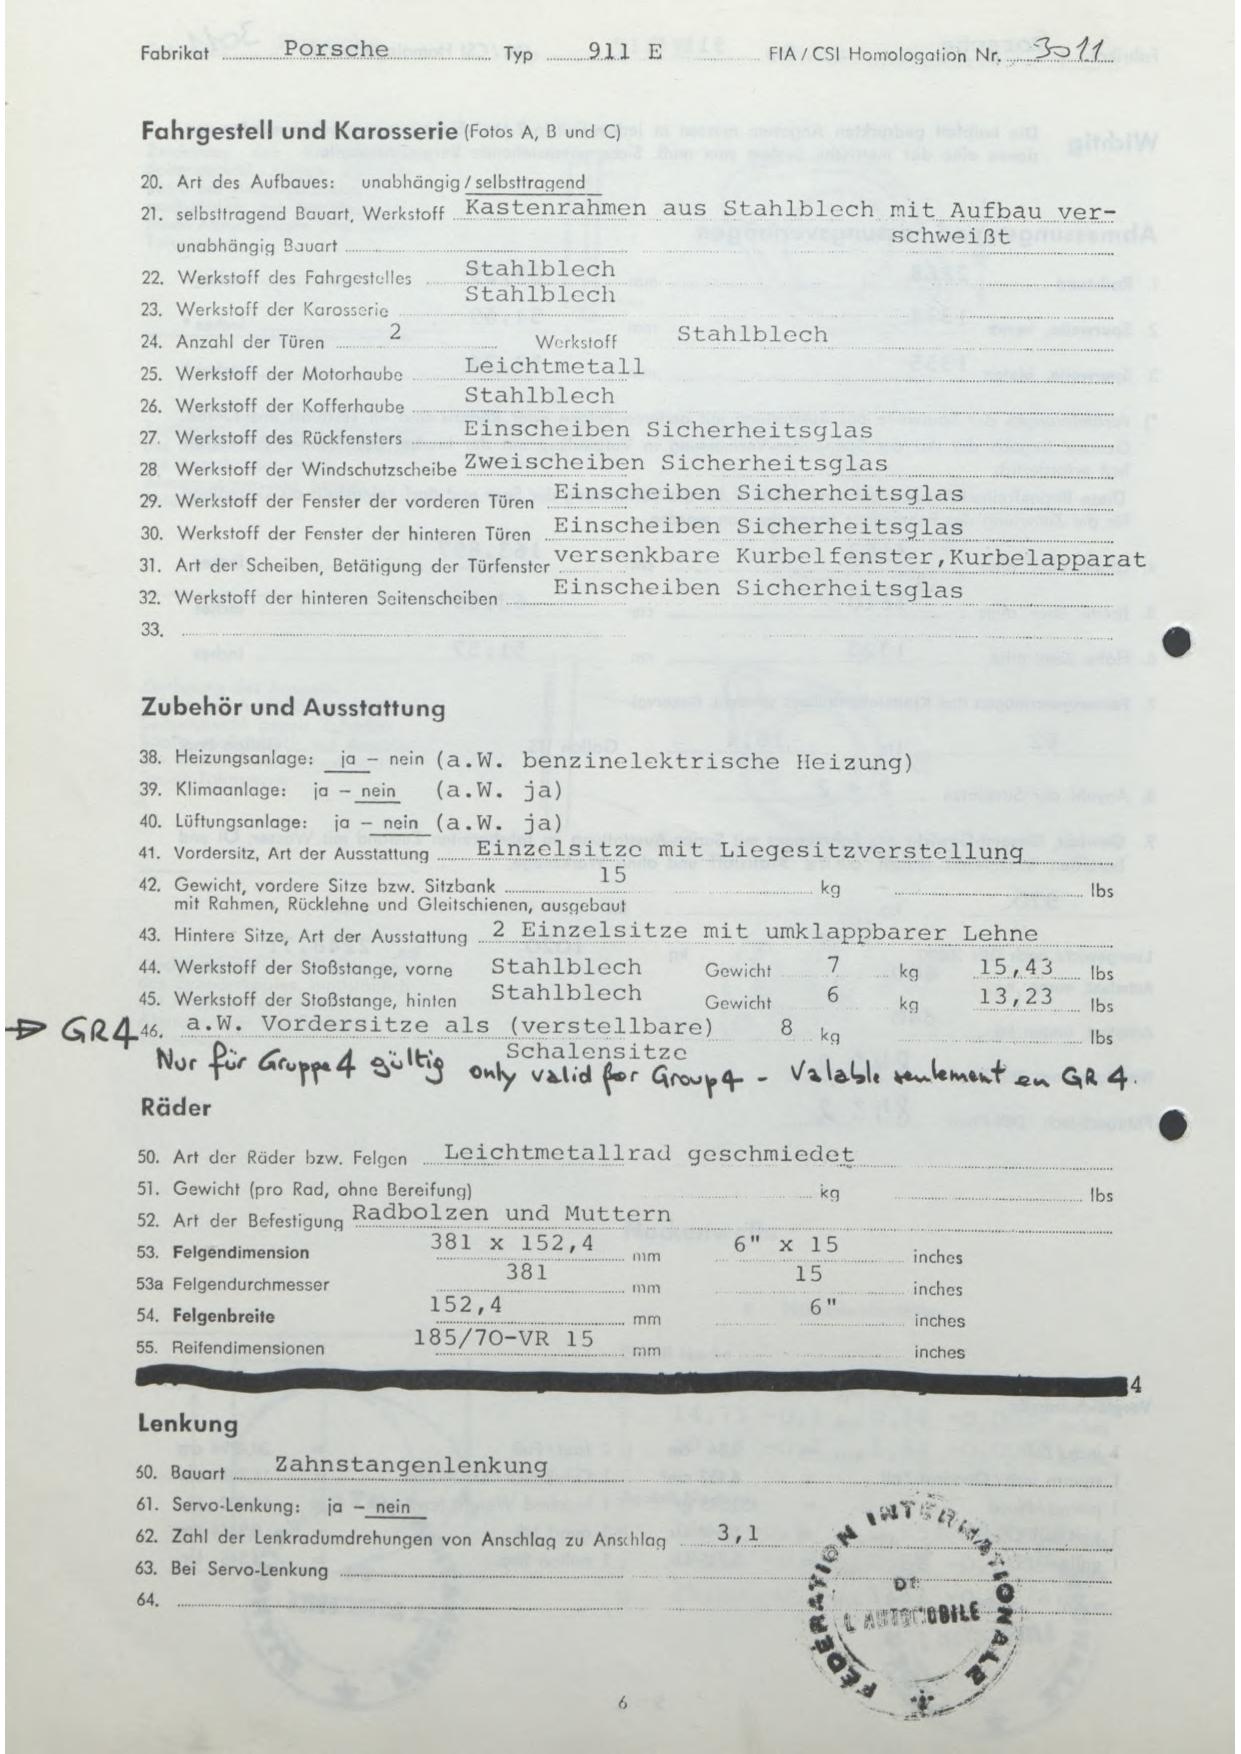 Fabrikat Porsche Typ 911 E FIA / CSI Homologation Nr. 3011
Fahrgestell und Karosserie (Fotos A, B und C)
20. Art des Aufbaues: unabhängig / selbsttragend
21. selbsttragend Bauart, Werkstoff Kastenrahmen aus Stahlblech mit Aufbau ver-
schweißt
unabhängig Bauart
22. Werkstoff des Fahrgestelles Stahlblech
23. Werkstoff der Karosserie Stahlblech
24. Anzahl der Türen 2 Werkstoff Stahlblech
25. Werkstoff der Motorhaube Leichtmetall
26. Werkstoff der Kofferhaube Stahlblech
27. Werkstoff des Rückfensters Einscheiben Sicherheitsglas
28 Werkstoff der Windschutzscheibe Zweischeiben Sicherheitsglas
29. Werkstoff der Fenster der vorderen Türen Einscheiben Sicherheitsglas
30. Werkstoff der Fenster der hinteren Türen Einscheiben Sicherheitsglas
31. Art der Scheiben, Betätigung der Türfenster versenkbare Kurbelfenster, Kurbelapparat
32. Werkstoff der hinteren Seitenscheiben Einscheiben Sicherheitsglas
33.
Zubehör und Ausstattung
38. Heizungsanlage: ja – nein (a.W. benzinelektrische Heizung)
39. Klimaanlage: ja – nein (a.W. ja)
40. Lüftungsanlage: ja – nein (a.W. ja)
41. Vordersitz, Art der Ausstattung Einzelsitze mit Liegesitzverstellung
42. Gewicht, vordere Sitze bzw. Sitzbank 15 kg lbs
mit Rahmen, Rücklehne und Gleitschienen, ausgebaut
43. Hintere Sitze, Art der Ausstattung 2 Einzelsitze mit umklappbarer Lehne
44. Werkstoff der Stoßstange, vorne Stahlblech Gewicht 7 kg 15,43 lbs
45. Werkstoff der Stoßstange, hinten Stahlblech Gewicht 6 kg 13,23 lbs
GR4 46. a.W. Vordersitze als (verstellbare) 8 kg lbs
Schalensitze
Nur für Gruppe 4 gültig only valid for Group 4 – Valable seulement en GR 4.
Räder
50. Art der Räder bzw. Felgen Leichtmetallrad geschmiedet
51. Gewicht (pro Rad, ohne Bereifung) kg lbs
52. Art der Befestigung Radbolzen und Muttern
53. Felgendimension 381 x 152,4 mm 6" x 15 inches
53a Felgendurchmesser 381 mm 15 inches
54. Felgenbreite 152,4 mm 6" inches
55. Reifendimensionen 185/70-VR 15 mm inches
4
Lenkung
60. Bauart Zahnstangenlenkung
61. Servo-Lenkung: ja – nein
62. Zahl der Lenkradumdrehungen von Anschlag zu Anschlag 3,1
63. Bei Servo-Lenkung
64.
FÉDÉRATION INTERNATIONALE
DE
L'AUTOMOBILE
6